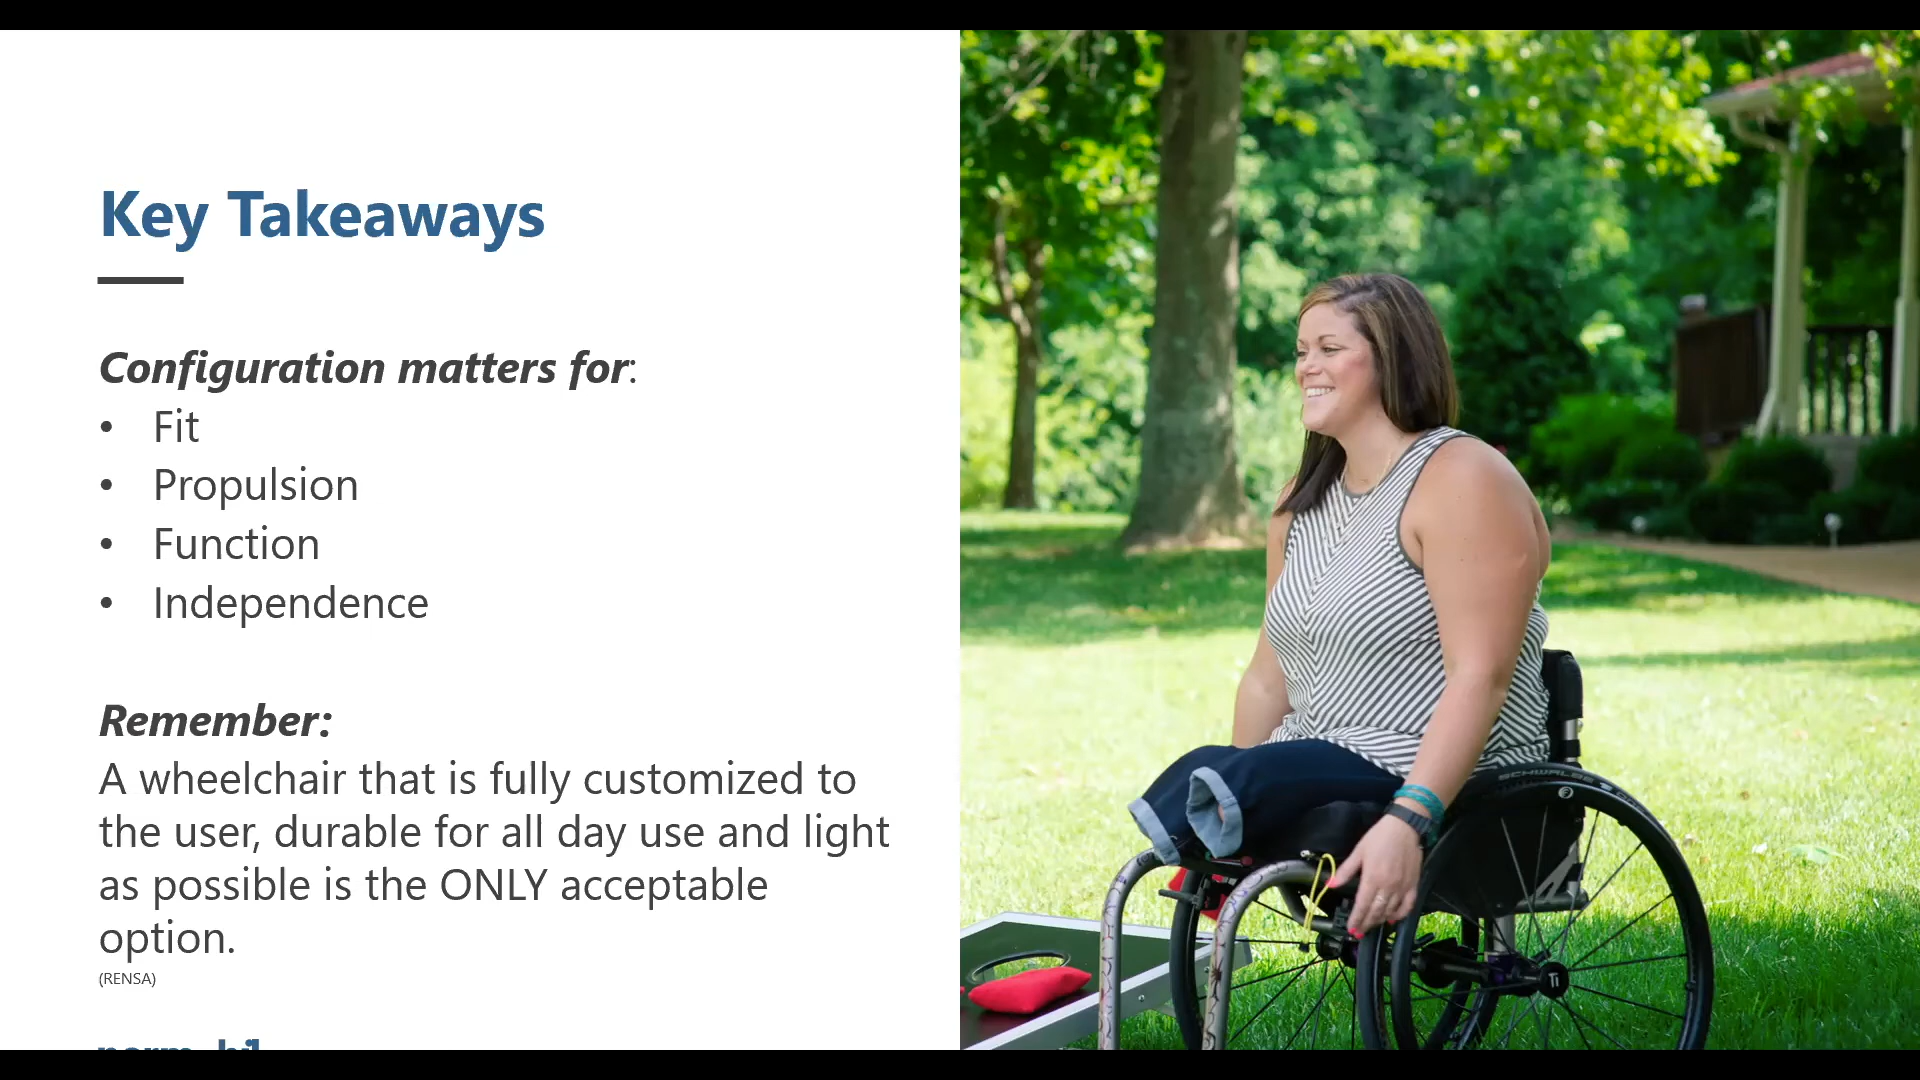 Key Takeaways
Configuration matters for:
• Fit
• Propulsion
• Function
• Independence
Remember:
A wheelchair that is fully customized to
the user, durable for all day use and light
as possible is the ONLY acceptable
option.
(RENSA)
SCHWALBE